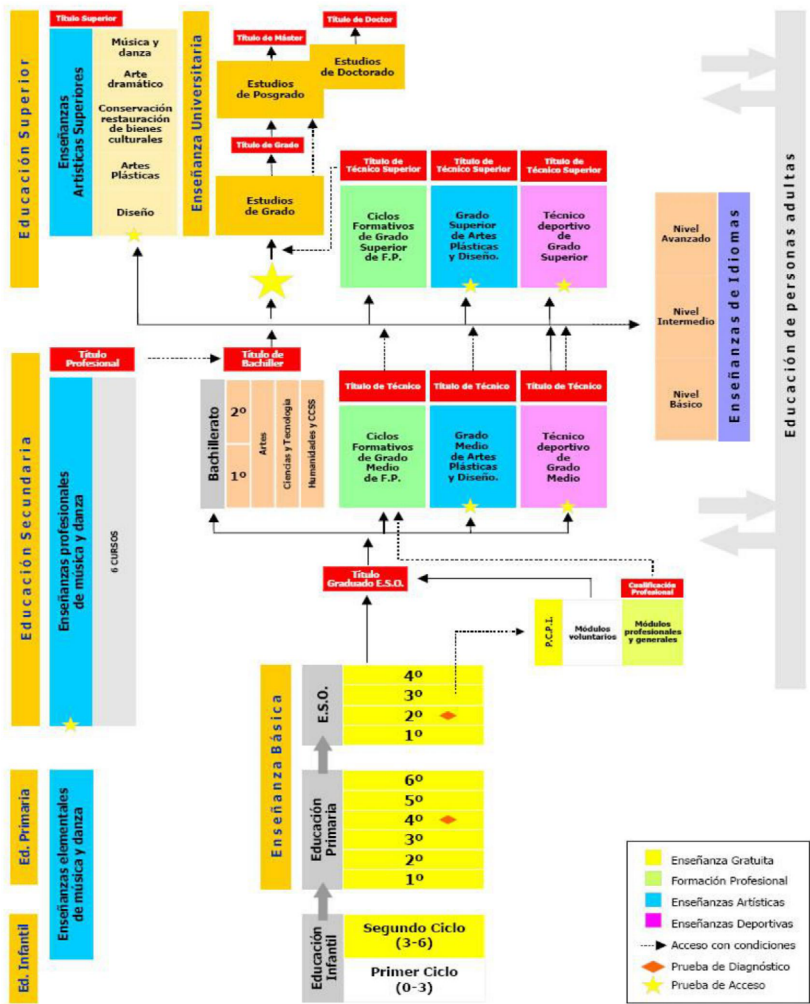 Educación Superior
Título Superior
Enseñanzas
Artísticas Superiores
Música y
danza
Arte
dramático
Conservación
restauración
de bienes
culturales
Artes
Plásticas
Diseño
Enseñanza Universitaria
Título de Máster
Título de Doctor
Estudios
de Posgrado
Estudios
de Doctorado
Título de Grado
Estudios
de Grado
Título de
Técnico Superior
Título de
Técnico Superior
Título de
Técnico Superior
Ciclos
Formativos
de Grado
Superior
de F.P.
Grado
Superior
de Artes
Plásticas
y Diseño.
Técnico
deportivo
de
Grado
Superior
Nivel
Avanzado
Nivel
Intermedio
Nivel
Básico
Enseñanzas de Idiomas
Educación de personas adultas
Educación Secundaria
Título
Profesional
Enseñanzas profesionales
de música y danza
6 CURSOS
Título de
Bachiller
Bachillerato
2º
1º
Artes
Ciencias y Tecnología
Humanidades y CCSS
Título de Técnico
Título de Técnico
Título de Técnico
Ciclos
Formativos
de Grado
Medio
de F.P.
Grado
Medio
de Artes
Plásticas
y Diseño.
Técnico
deportivo
de
Grado
Medio
Título
Graduado E.S.O.
Cualificación
Profesional
P.C.P.I.
Módulos
voluntarios
Módulos
profesionales
y generales
Enseñanza Básica
E.S.O.
4º
3º
2º
1º
Ed. Primaria
Enseñanzas elementales
de música y danza
Educación
Primaria
6º
5º
4º
3º
2º
1º
Ed. Infantil
Educación
Infantil
Segundo Ciclo
(3-6)
Primer Ciclo
(0-3)
Enseñanza Gratuita
Formación Profesional
Enseñanzas Artísticas
Enseñanzas Deportivas
Acceso con condiciones
Prueba de Diagnóstico
Prueba de Acceso